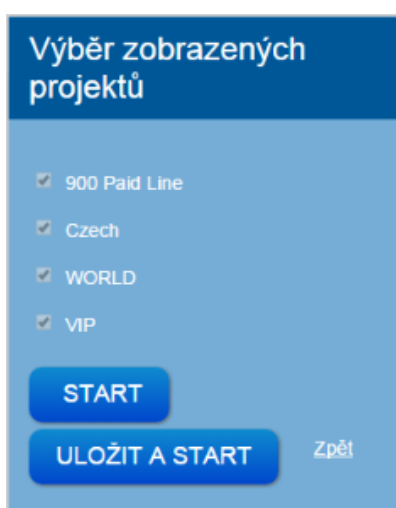 Výběr zobrazených
projektů
900 Paid Line
Czech
WORLD
VIP
START
ULOŽIT A START
Zpět